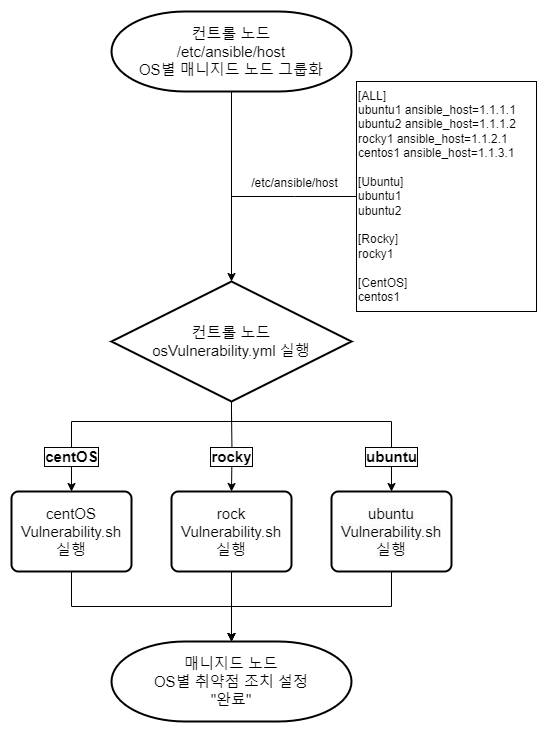 컨트롤 노드
/etc/ansible/host
OS별 매니지드 노드 그룹화
[ALL]
ubuntu1 ansible_host=1.1.1.1
ubuntu2 ansible_host=1.1.1.2
rocky1 ansible_host=1.1.2.1
centos1 ansible_host=1.1.3.1
/etc/ansible/host
[Ubuntu]
ubuntu1
ubuntu2
[Rocky]
rocky1
[CentOS]
centos1
컨트롤 노드
osVulnerability.yml 실행
centOS
rocky
ubuntu
centOS
Vulnerability.sh
실행
rock
Vulnerability.sh
실행
ubuntu
Vulnerability.sh
실행
매니지드 노드
OS별 취약점 조치 설정
"완료"